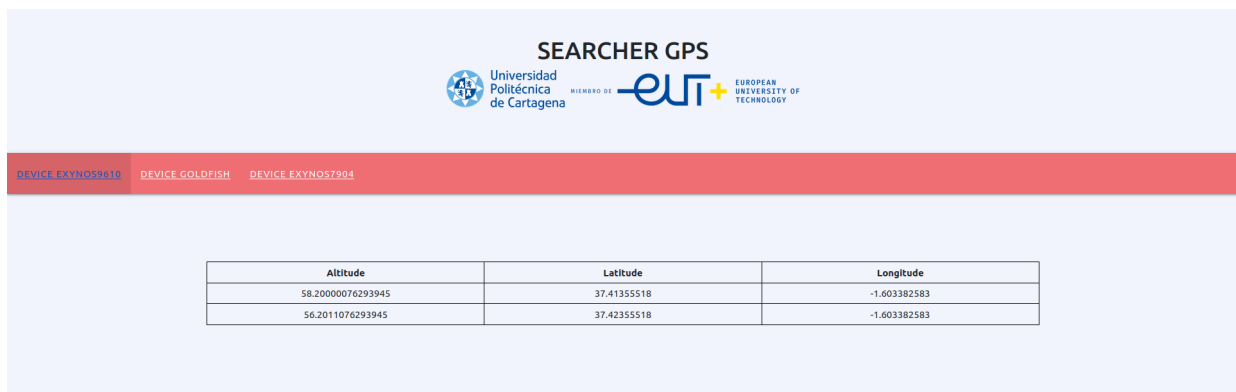 SEARCHER GPS
Universidad
Politécnica
de Cartagena
MIEMBRO DE
eut+
EUROPEAN
UNIVERSITY OF
TECHNOLOGY
DEVICE EXYNOS9610 DEVICE GOLDFISH DEVICE EXYNOS7904
Altitude Latitude Longitude
58.20000076293945 37.41355518 -1.603382583
56.2011076293945 37.42355518 -1.603382583